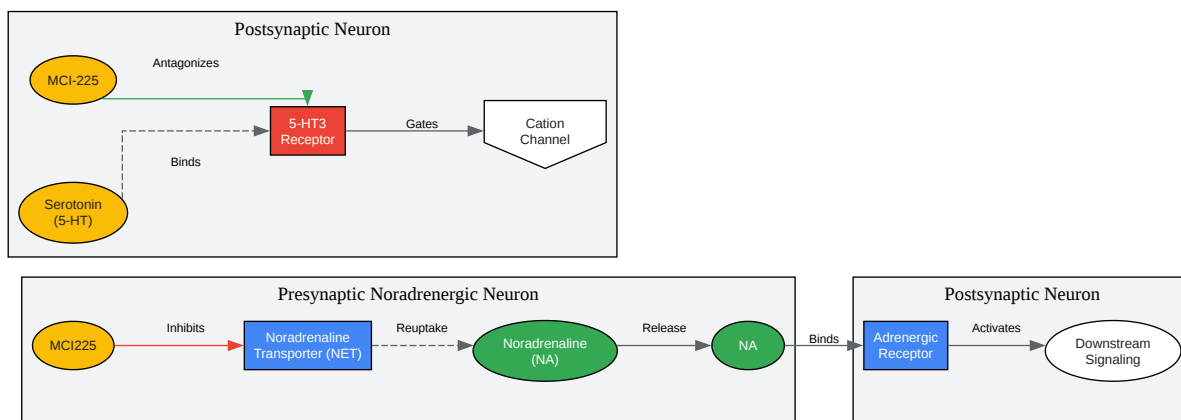 Postsynaptic Neuron
MCI-225
Antagonizes
5-HT3
Receptor
Gates
Cation
Channel
Binds
Serotonin
(5-HT)
Presynaptic Noradrenergic Neuron
MCI225
Inhibits
Noradrenaline
Transporter (NET)
Reuptake
Noradrenaline
(NA)
Release
NA
Binds
Postsynaptic Neuron
Adrenergic
Receptor
Activates
Downstream
Signaling